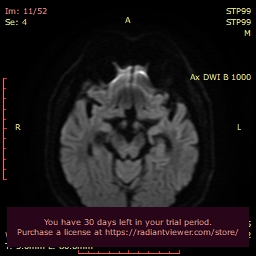 Im: 11/52
Se: 4
A
STP99
STP99
M
Ax DWI B 1000
R
L
You have 30 days left in your trial period.
Purchase a license at https://radiantviewer.com/store/